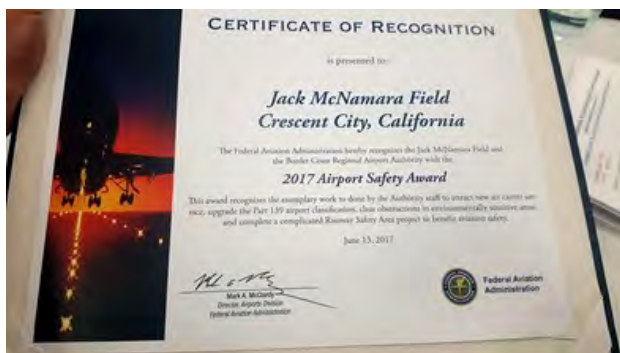 CERTIFICATE OF RECOGNITION
is presented to:
Jack McNamara Field
Crescent City, California
The Federal Aviation Administration hereby recognizes the Jack McNamara Field and
the Border Coast Regional Airport Authority with the
2017 Airport Safety Award
This award recognizes the exemplary work to done by the Authority staff to attract new air carrier ser-
vice, upgrade the Part 139 airport classification, clear obstructions in environmentally sensitive areas,
and complete a complicated Runway Safety Area project to benefit aviation safety.
June 13, 2017
Mark A. McClardy
Director, Airports Division
Federal Aviation Administration
Federal Aviation
Administration